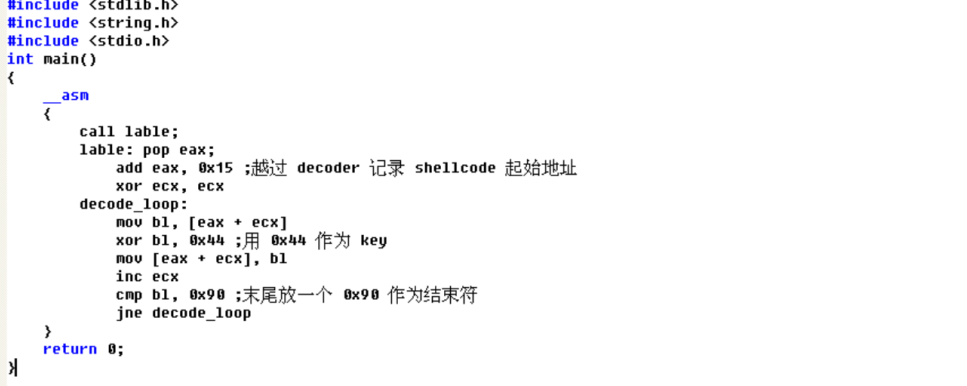 #include <stdlib.h>
#include <string.h>
#include <stdio.h>
int main()
{
__asm
{
call lable;
lable: pop eax;
add eax, 0x15 ;越过 decoder 记录 shellcode 起始地址
xor ecx, ecx
decode_loop:
mov bl, [eax + ecx]
xor bl, 0x44 ;用 0x44 作为 key
mov [eax + ecx], bl
inc ecx
cmp bl, 0x90 ;末尾放一个 0x90 作为结束符
jne decode_loop
}
return 0;
}